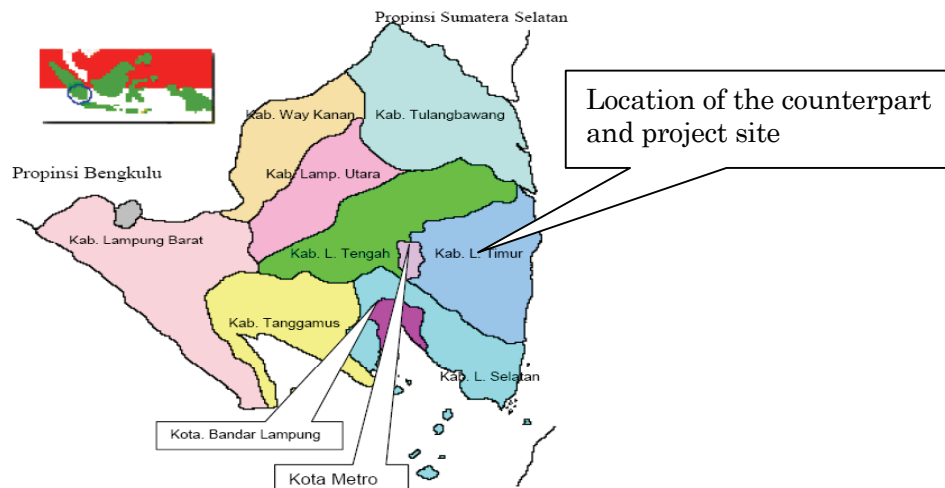 Propinsi Sumatera Selatan
Location of the counterpart
and project site
Kab. Way Kanan
Kab. Tulangbawang
Propinsi Bengkulu
Kab. Lamp. Utara
Kab. Lampung Barat
Kab. L. Tengah
Kab. L. Timur
Kab. Tanggamus
Kab. L. Selatan
Kota. Bandar Lampung
Kota Metro